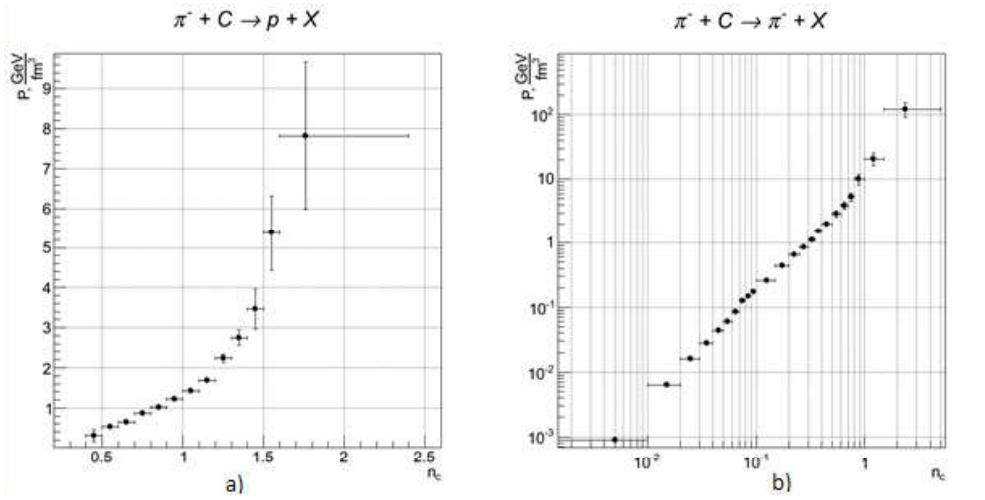 π⁻ + C → p + X
P, GeV/fm³
9
8
7
6
5
4
3
2
1
0.5 1 1.5 2 2.5
n_c
a)
π⁻ + C → π⁻ + X
P, GeV/fm³
10²
10
1
10⁻¹
10⁻²
10⁻³
10⁻² 10⁻¹ 1
n_c
b)